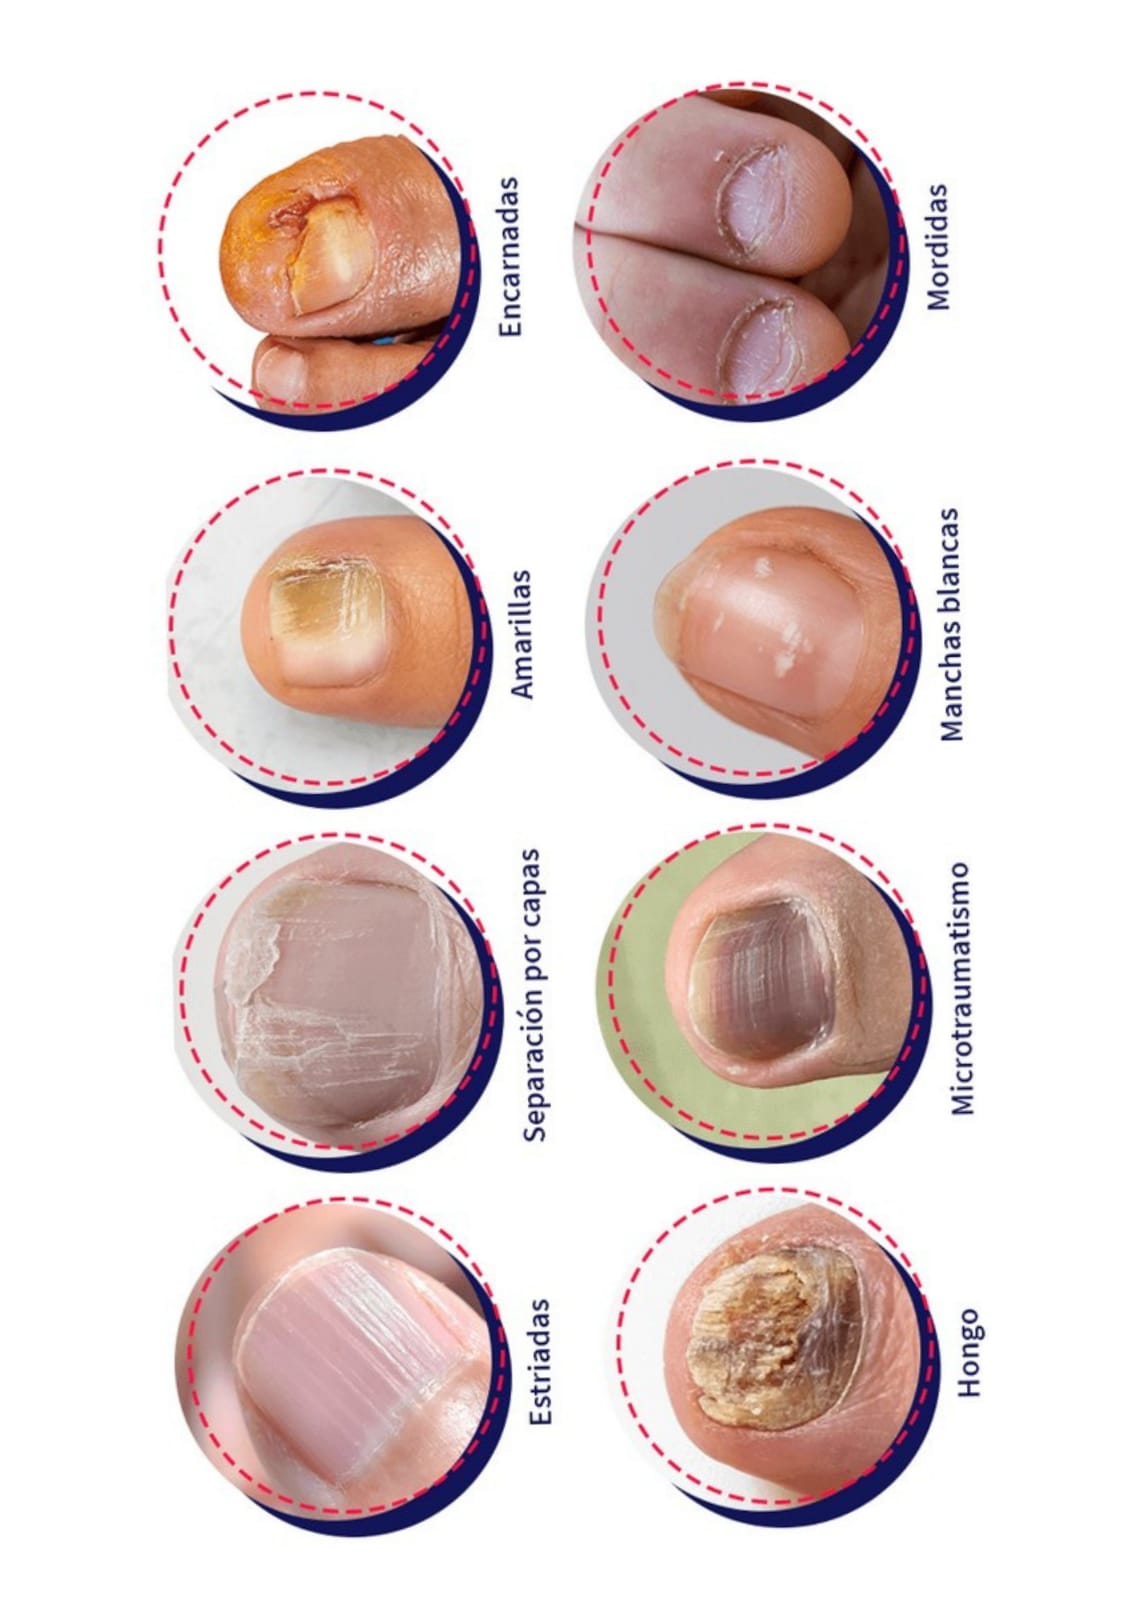 Estriadas
Separación por capas
Amarillas
Encarnadas
Hongo
Microtraumatismo
Manchas blancas
Mordidas